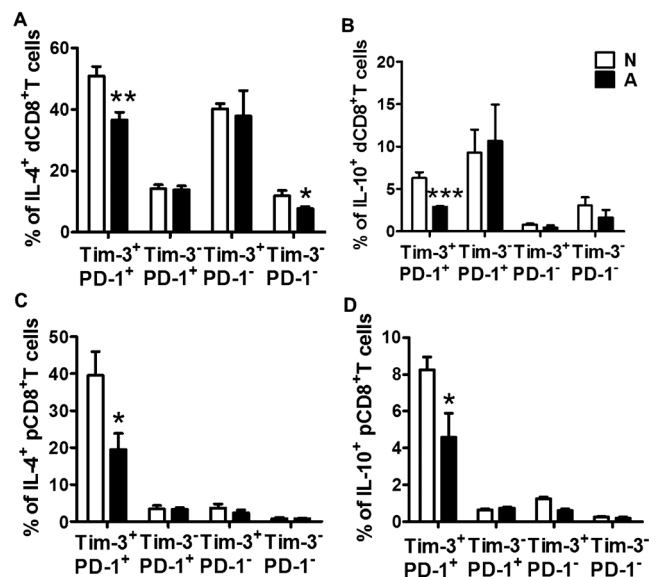 A
% of IL-4⁺ dCD8⁺T cells
60
40
20
0
**
*
Tim-3⁺ Tim-3⁻ Tim-3⁺ Tim-3⁻
PD-1⁺ PD-1⁺ PD-1⁻ PD-1⁻
B
% of IL-10⁺ dCD8⁺T cells
20
15
10
5
0
***
N
A
Tim-3⁺ Tim-3⁻ Tim-3⁺ Tim-3⁻
PD-1⁺ PD-1⁺ PD-1⁻ PD-1⁻
C
% of IL-4⁺ pCD8⁺T cells
50
40
30
20
10
0
*
Tim-3⁺ Tim-3⁻ Tim-3⁺ Tim-3⁻
PD-1⁺ PD-1⁺ PD-1⁻ PD-1⁻
D
% of IL-10⁺ pCD8⁺T cells
10
8
6
4
2
0
*
Tim-3⁺ Tim-3⁻ Tim-3⁺ Tim-3⁻
PD-1⁺ PD-1⁺ PD-1⁻ PD-1⁻